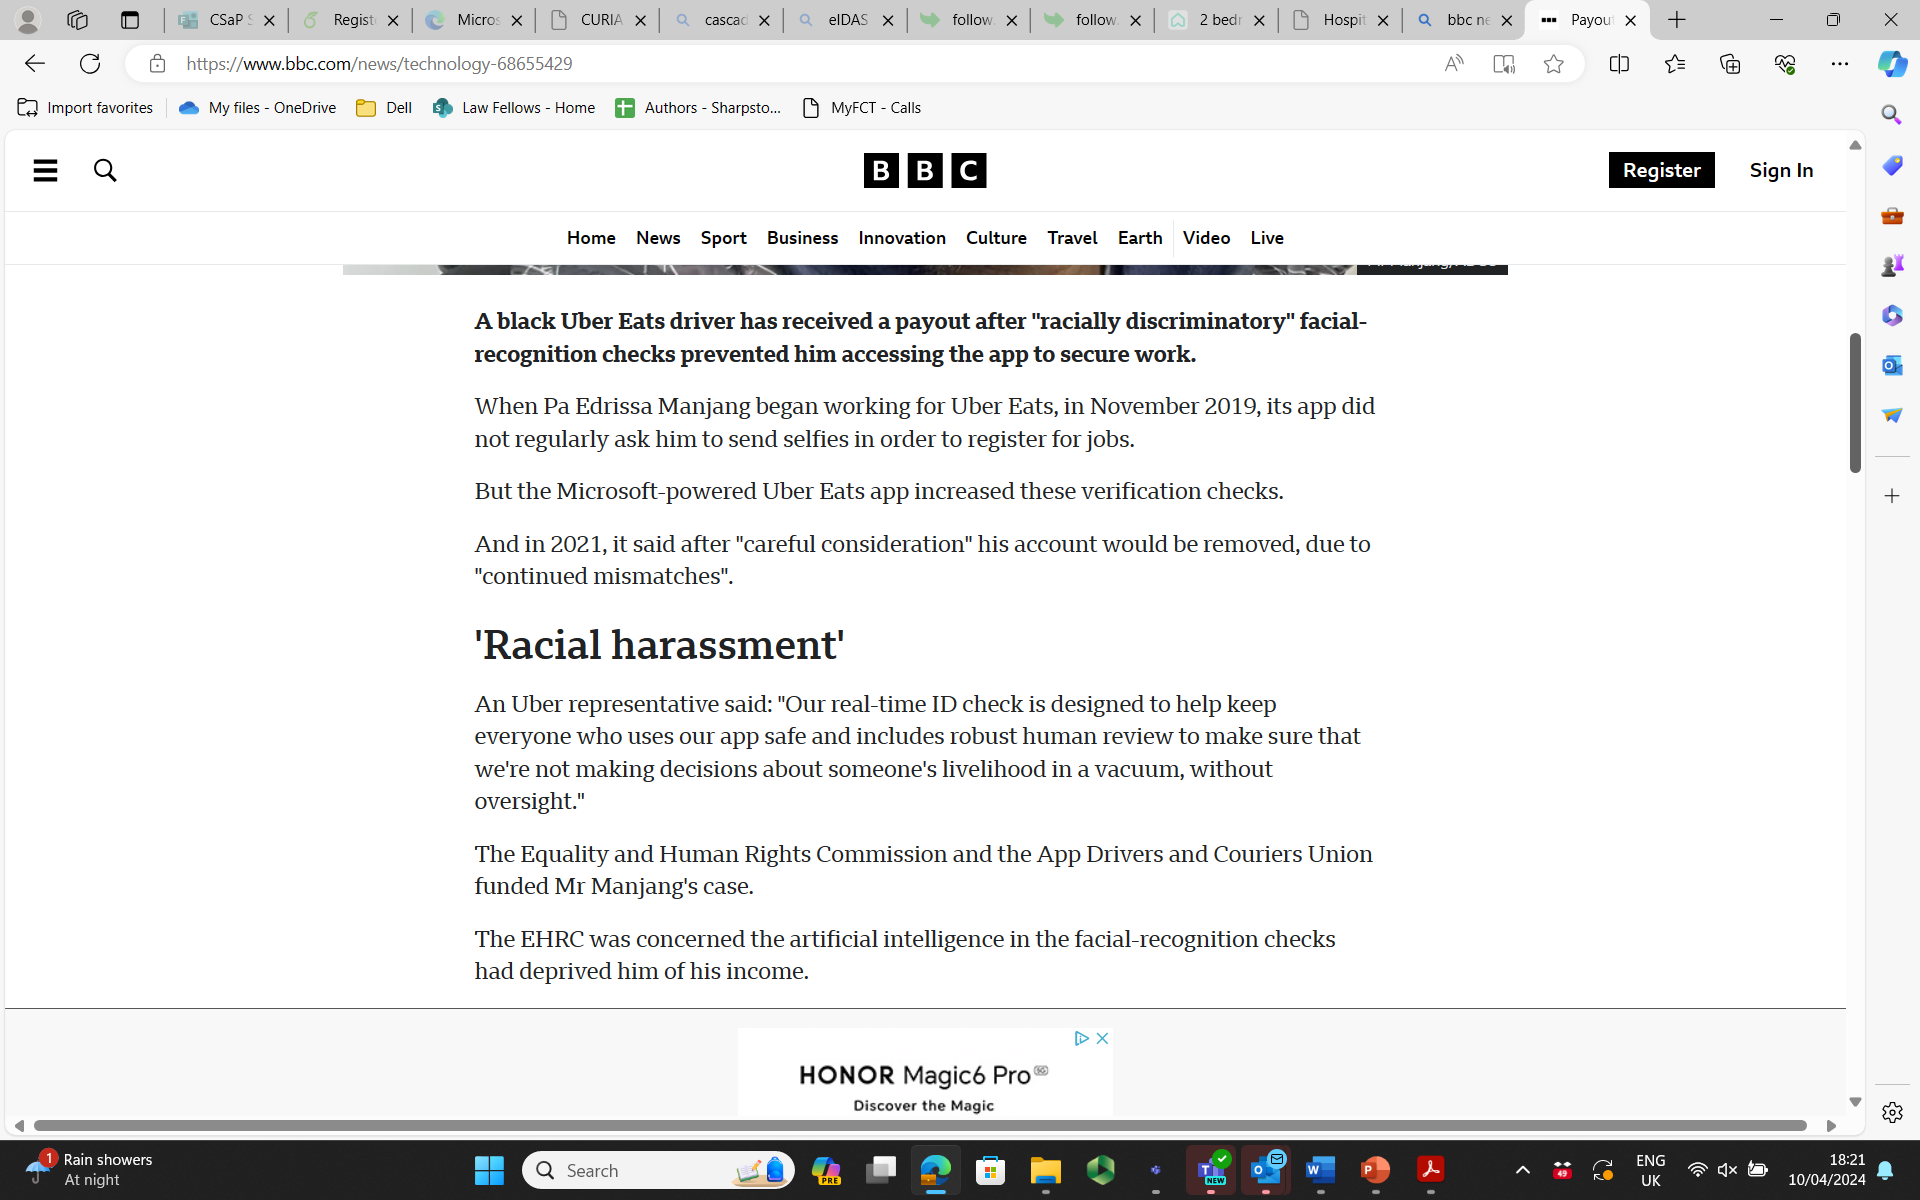 CSaP S
Regist
Micros
CURIA
cascad
eIDAS
follow.
follow.
2 bedr
Hospit
bbc ne
Payou
https://www.bbc.com/news/technology-68655429
Import favorites
My files - OneDrive
Dell
Law Fellows - Home
Authors - Sharpsto...
MyFCT - Calls
BBC
Register
Sign In
Home News Sport Business Innovation Culture Travel Earth Video Live
A black Uber Eats driver has received a payout after "racially discriminatory" facial-
recognition checks prevented him accessing the app to secure work.
When Pa Edrissa Manjang began working for Uber Eats, in November 2019, its app did
not regularly ask him to send selfies in order to register for jobs.
But the Microsoft-powered Uber Eats app increased these verification checks.
And in 2021, it said after "careful consideration" his account would be removed, due to
"continued mismatches".
'Racial harassment'
An Uber representative said: "Our real-time ID check is designed to help keep
everyone who uses our app safe and includes robust human review to make sure that
we're not making decisions about someone's livelihood in a vacuum, without
oversight."
The Equality and Human Rights Commission and the App Drivers and Couriers Union
funded Mr Manjang's case.
The EHRC was concerned the artificial intelligence in the facial-recognition checks
had deprived him of his income.
HONOR Magic6 Pro 5G
Discover the Magic
1
Rain showers
At night
Search
PRE
NEW
49
ENG
UK
18:21
10/04/2024